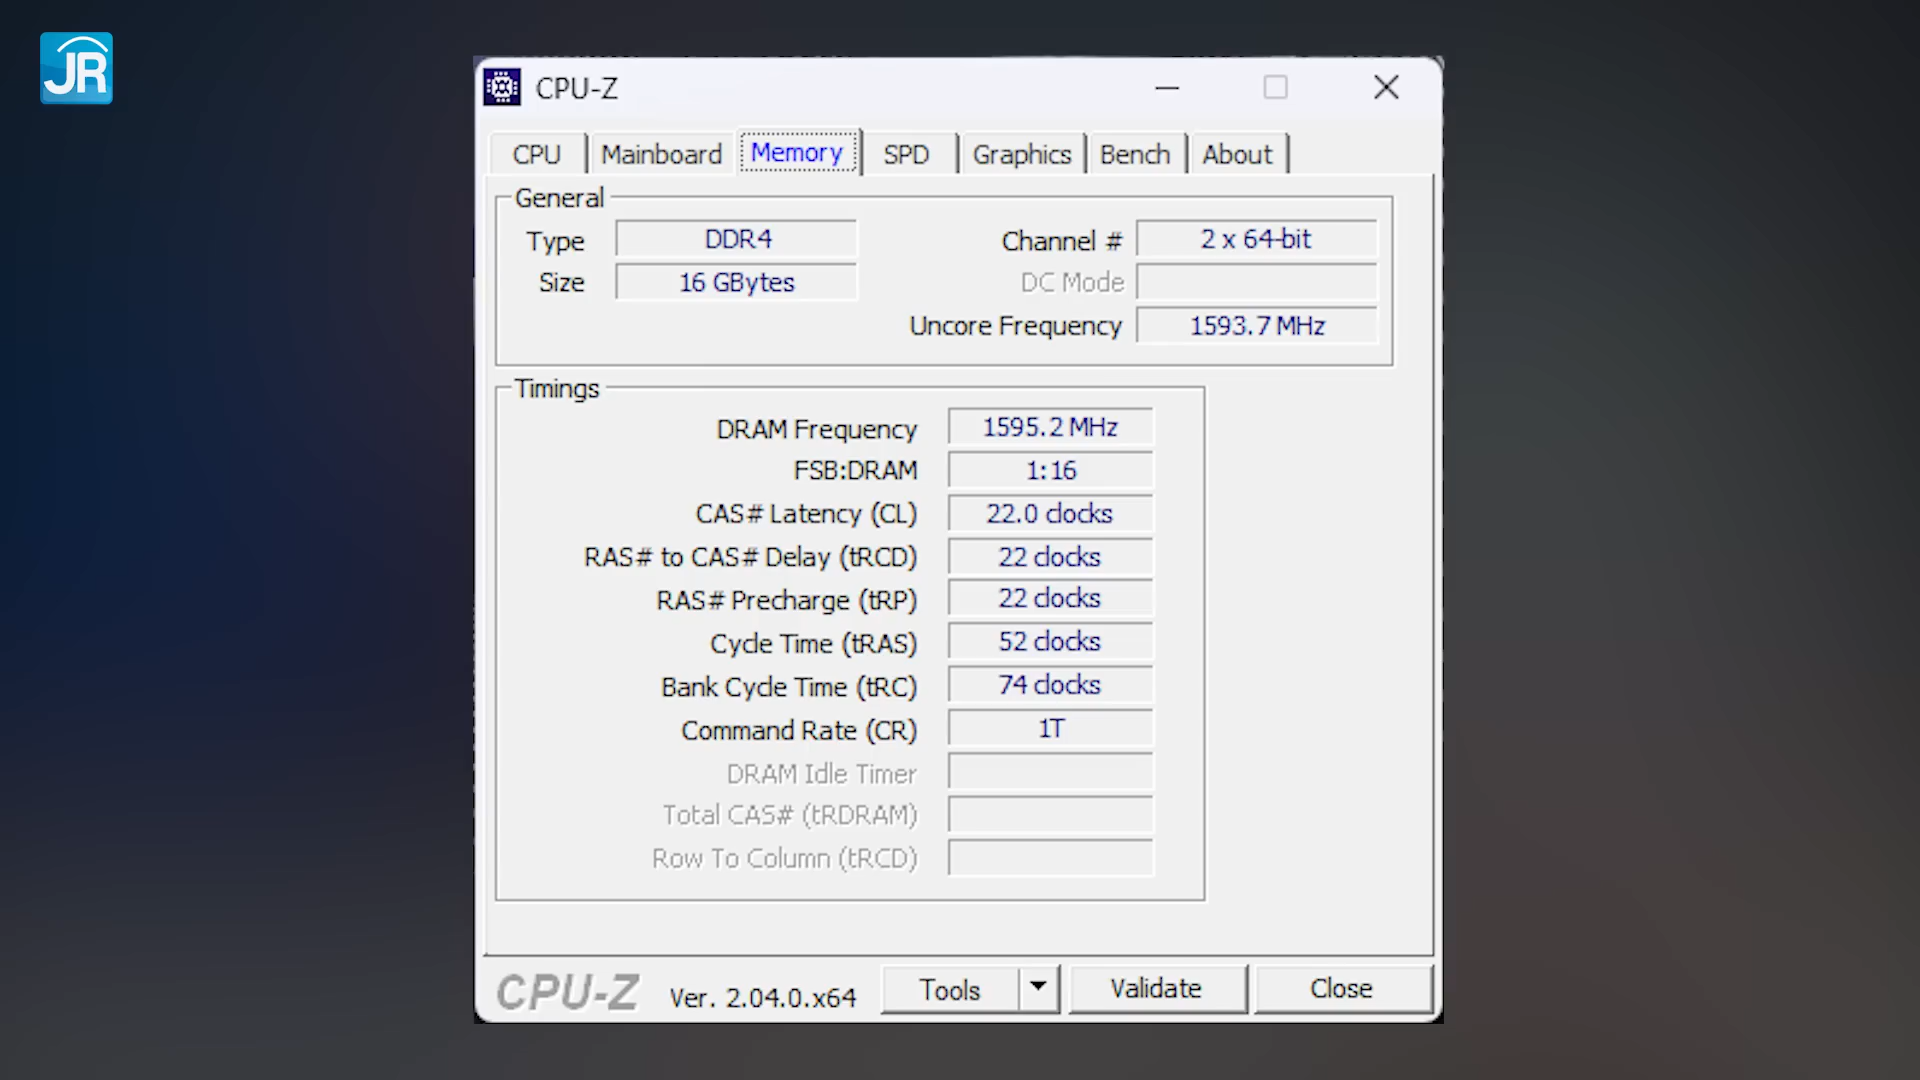 JR
CPU-Z
CPU Mainboard Memory SPD Graphics Bench About
General
Type DDR4 Channel # 2 x 64-bit
Size 16 GBytes DC Mode
Uncore Frequency 1593.7 MHz
Timings
DRAM Frequency 1595.2 MHz
FSB:DRAM 1:16
CAS# Latency (CL) 22.0 clocks
RAS# to CAS# Delay (tRCD) 22 clocks
RAS# Precharge (tRP) 22 clocks
Cycle Time (tRAS) 52 clocks
Bank Cycle Time (tRC) 74 clocks
Command Rate (CR) 1T
DRAM Idle Timer
Total CAS# (tRDRAM)
Row To Column (tRCD)
CPU-Z Ver. 2.04.0.x64 Tools Validate Close